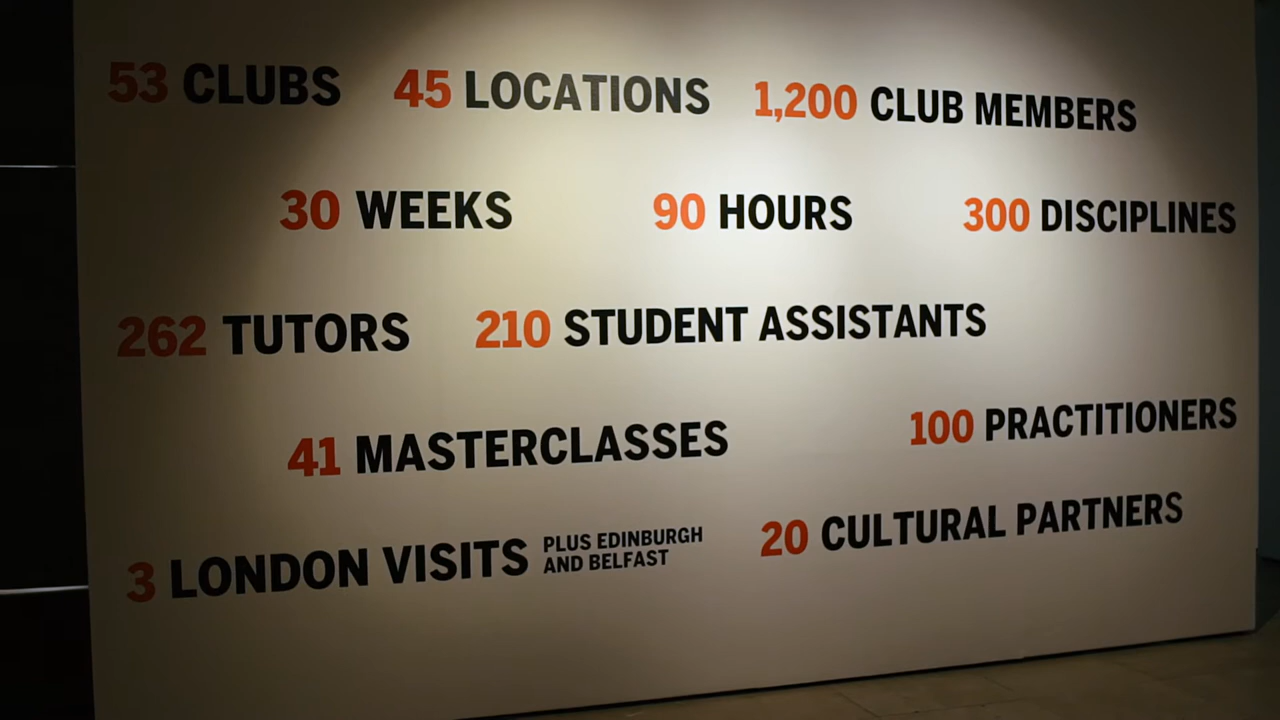 53 CLUBS 45 LOCATIONS 1,200 CLUB MEMBERS
30 WEEKS 90 HOURS 300 DISCIPLINES
262 TUTORS 210 STUDENT ASSISTANTS
41 MASTERCLASSES 100 PRACTITIONERS
3 LONDON VISITS PLUS EDINBURGH
AND BELFAST
20 CULTURAL PARTNERS